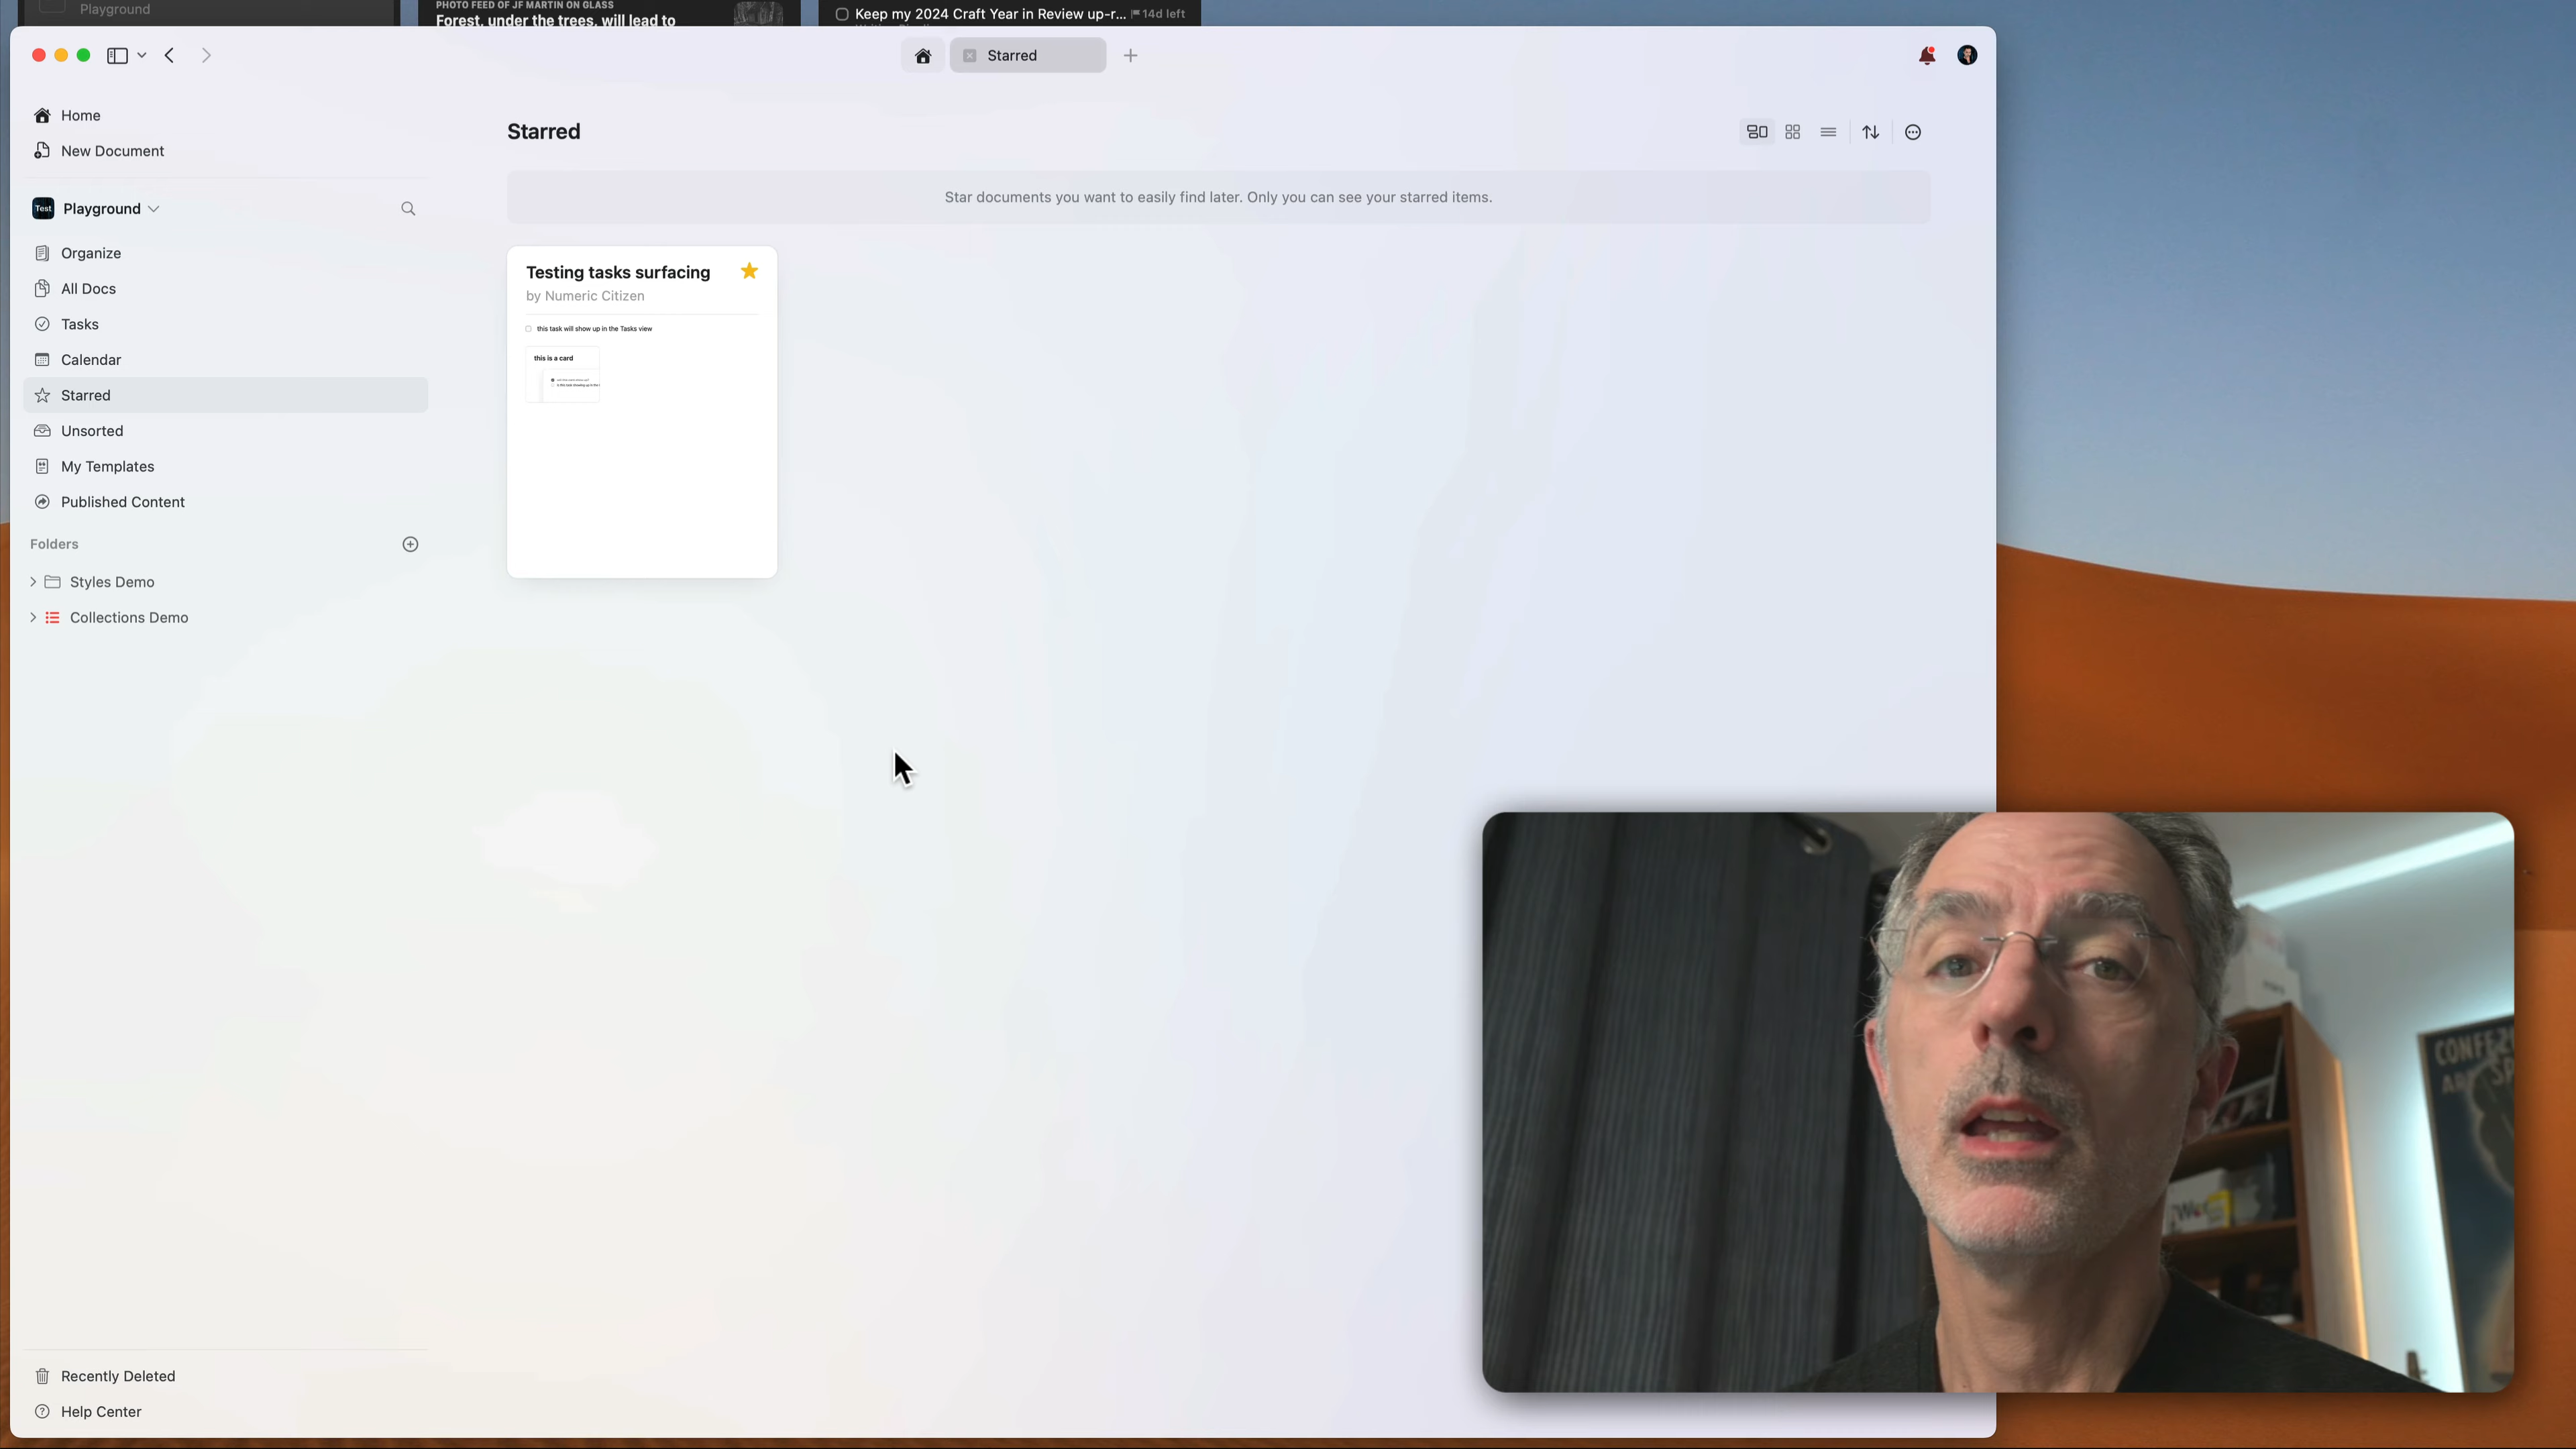 Playground
PHOTO FEED OF JF MARTIN ON GLASS
Forest, under the trees, will lead to
Keep my 2024 Craft Year in Review up-r... 14d left
Starred
Home
New Document
Test
Playground
Organize
All Docs
Tasks
Calendar
Starred
Unsorted
My Templates
Published Content
Folders
Styles Demo
Collections Demo
Recently Deleted
Help Center
Starred
Star documents you want to easily find later. Only you can see your starred items.
Testing tasks surfacing
by Numeric Citizen
this task will show up in the Tasks view
this is a card